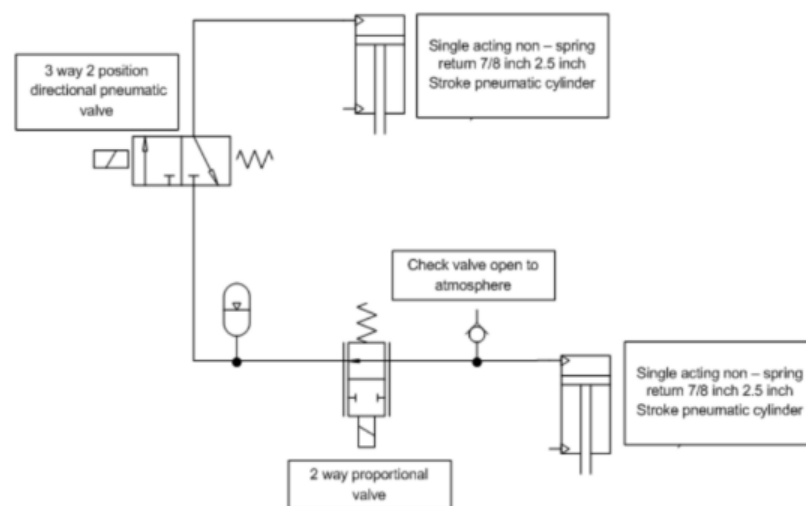 3 way 2 position
directional pneumatic
valve
Single acting non – spring
return 7/8 inch 2.5 inch
Stroke pneumatic cylinder
Check valve open to
atmosphere
Single acting non – spring
return 7/8 inch 2.5 inch
Stroke pneumatic cylinder
2 way proportional
valve